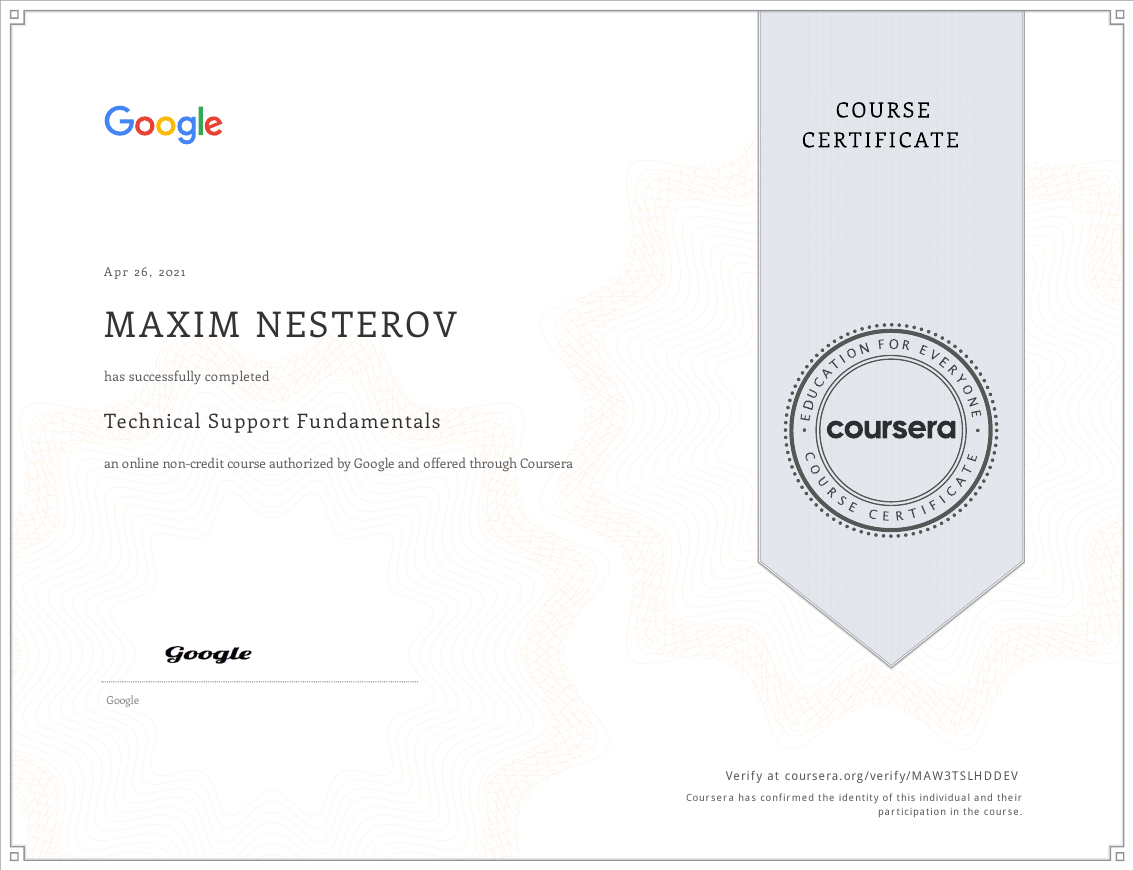 Google
COURSE
CERTIFICATE
Apr 26, 2021
MAXIM NESTEROV
has successfully completed
Technical Support Fundamentals
an online non-credit course authorized by Google and offered through Coursera
EDUCATION FOR EVERYONE
coursera
COURSE CERTIFICATE
Google
Google
Verify at coursera.org/verify/MAW3TSLHDDEV
Coursera has confirmed the identity of this individual and their
participation in the course.